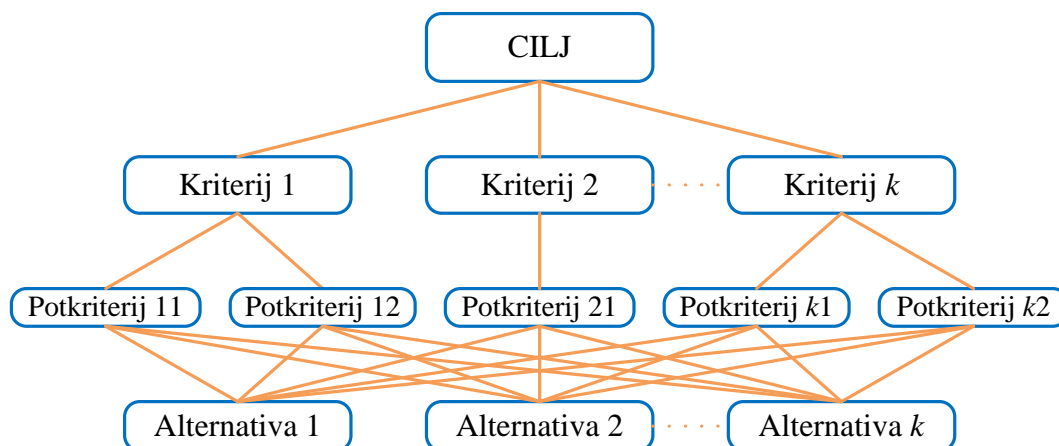 CILJ
Kriterij 1
Kriterij 2
Kriterij k
Potkriterij 11
Potkriterij 12
Potkriterij 21
Potkriterij k1
Potkriterij k2
Alternativa 1
Alternativa 2
Alternativa k